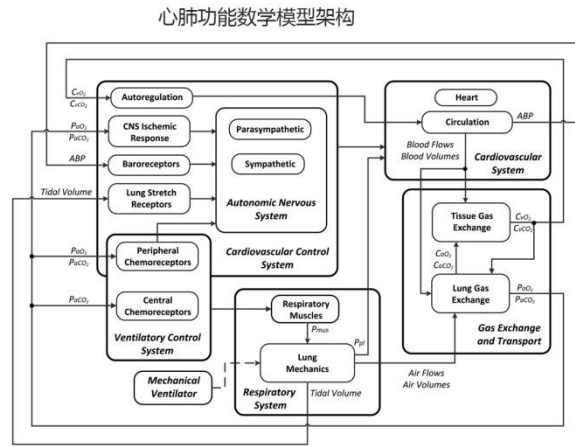 心肺功能数学模型架构
CvO2
CvCO2
Autoregulation
Heart
PaO2
PaCO2
CNS Ischemic
Response
Parasympathetic
Circulation
ABP
ABP
Baroreceptors
Sympathetic
Blood Flows
Blood Volumes
Cardiovascular
System
Tidal Volume
Lung Stretch
Receptors
Autonomic Nervous
System
Tissue Gas
Exchange
CvO2
CvCO2
PaO2
PaCO2
Peripheral
Chemoreceptors
Cardiovascular Control
System
CaO2
CaCO2
PaCO2
Central
Chemoreceptors
Respiratory
Muscles
Lung Gas
Exchange
PaO2
PaCO2
Ventilatory Control
System
Pmus
Ppl
Gas Exchange
and Transport
Lung
Mechanics
Mechanical
Ventilator
Air Flows
Air Volumes
Respiratory
System
Tidal Volume